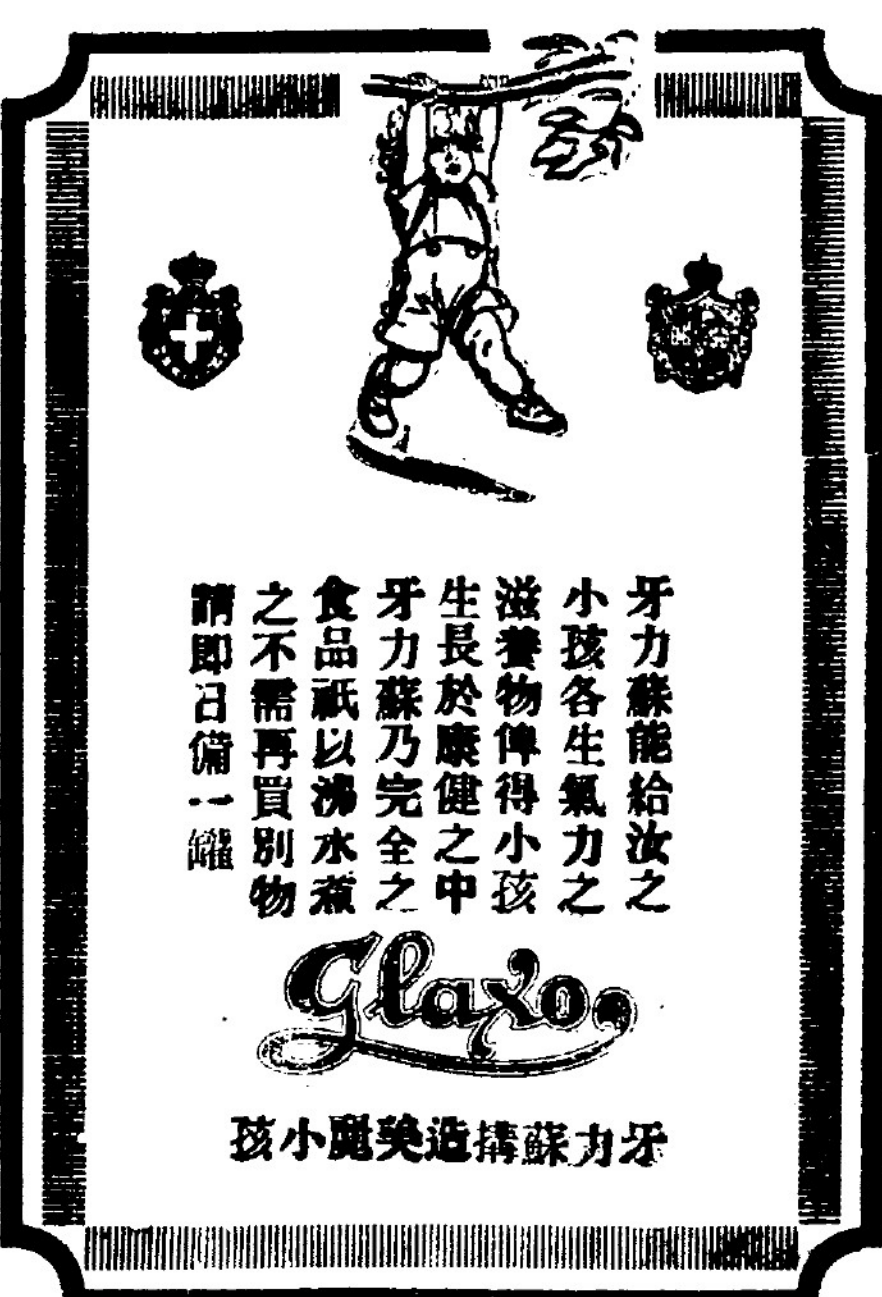 牙力蘇能給汝之
小孩各生氣力之
滋養物俾得小孩
生長於康健之中
牙力蘇乃完全之
食品祇以沸水煮
之不需再買別物
請即日備一罐
Glaxo
牙力蘇搆造美麗小孩